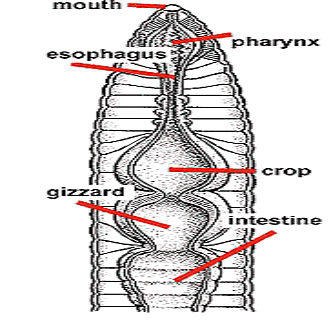 mouth
pharynx
esophagus
crop
gizzard
intestine